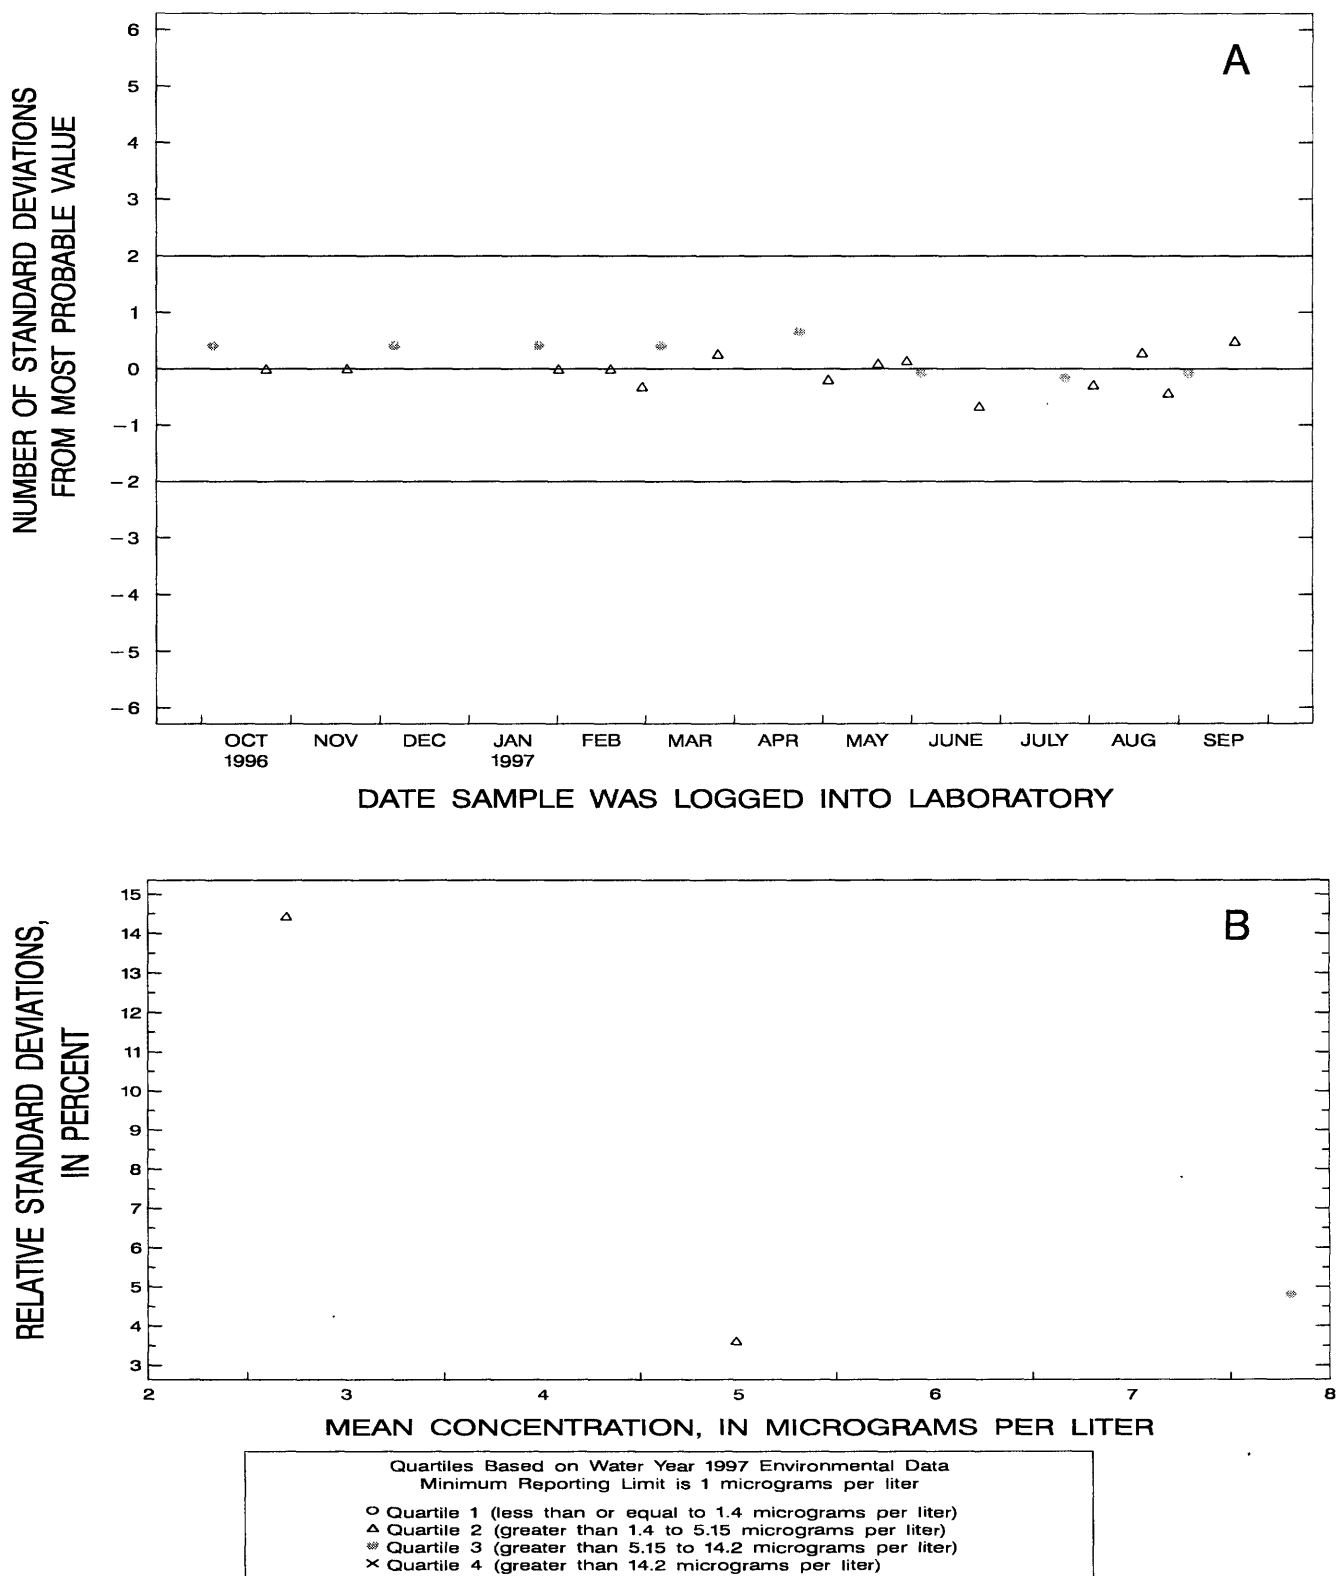 A
NUMBER OF STANDARD DEVIATIONS
FROM MOST PROBABLE VALUE
6
5
4
3
2
1
0
-1
-2
-3
-4
-5
-6
OCT NOV DEC JAN FEB MAR APR MAY JUNE JULY AUG SEP
1996 1997
DATE SAMPLE WAS LOGGED INTO LABORATORY
B
RELATIVE STANDARD DEVIATIONS,
IN PERCENT
15
14
13
12
11
10
9
8
7
6
5
4
3
2 3 4 5 6 7 8
MEAN CONCENTRATION, IN MICROGRAMS PER LITER
Quartiles Based on Water Year 1997 Environmental Data
Minimum Reporting Limit is 1 micrograms per liter
Quartile 1 (less than or equal to 1.4 micrograms per liter)
Quartile 2 (greater than 1.4 to 5.15 micrograms per liter)
Quartile 3 (greater than 5.15 to 14.2 micrograms per liter)
Quartile 4 (greater than 14.2 micrograms per liter)